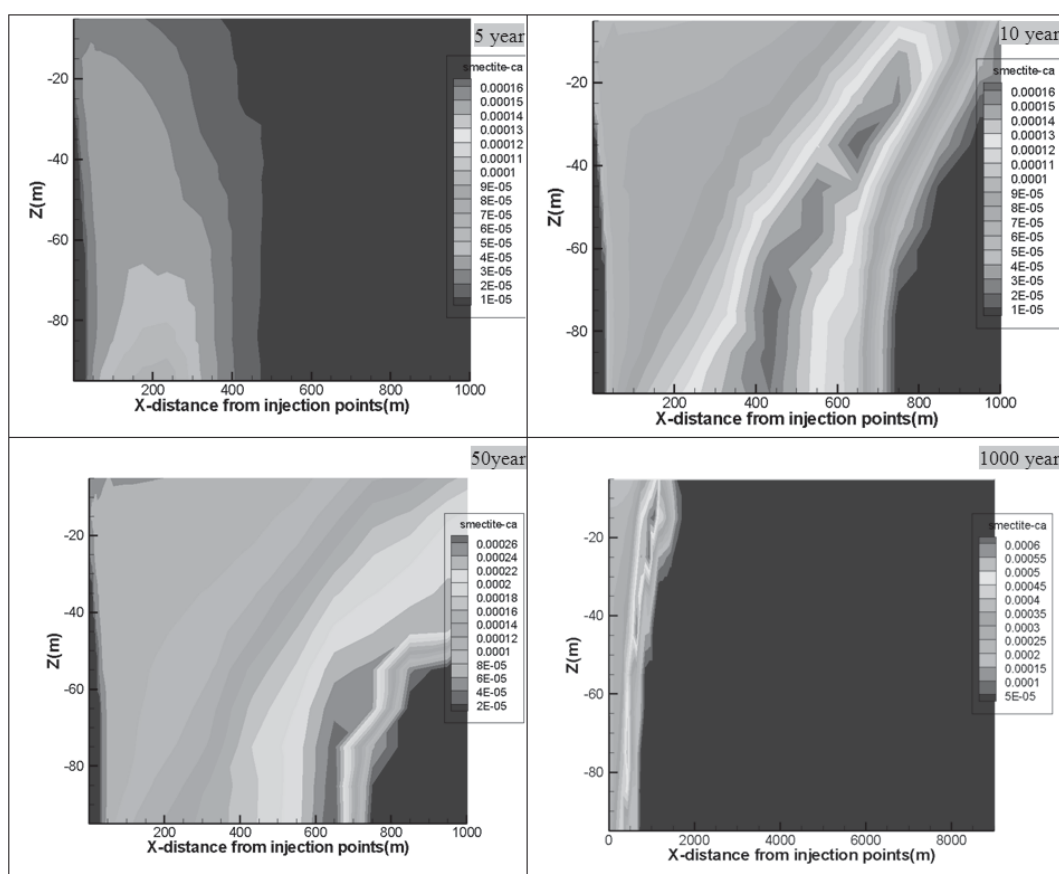 5 year
smectite-ca
0.00016
0.00015
0.00014
0.00013
0.00012
0.00011
0.0001
9E-05
8E-05
7E-05
6E-05
5E-05
4E-05
3E-05
2E-05
1E-05
-20
-40
-60
-80
Z(m)
200 400 600 800 1000
X-distance from injection points(m)
10 year
smectite-ca
0.00016
0.00015
0.00014
0.00013
0.00012
0.00011
0.0001
9E-05
8E-05
7E-05
6E-05
5E-05
4E-05
3E-05
2E-05
1E-05
-20
-40
-60
-80
Z(m)
200 400 600 800 1000
X-distance from injection points(m)
50year
smectite-ca
0.00026
0.00024
0.00022
0.0002
0.00018
0.00016
0.00014
0.00012
0.0001
8E-05
6E-05
4E-05
2E-05
-20
-40
-60
-80
Z(m)
200 400 600 800 1000
X-distance from injection points(m)
1000 year
smectite-ca
0.0006
0.00055
0.0005
0.00045
0.0004
0.00035
0.0003
0.00025
0.0002
0.00015
0.0001
5E-05
-20
-40
-60
-80
Z(m)
0 2000 4000 6000 8000
X-distance from injection points(m)